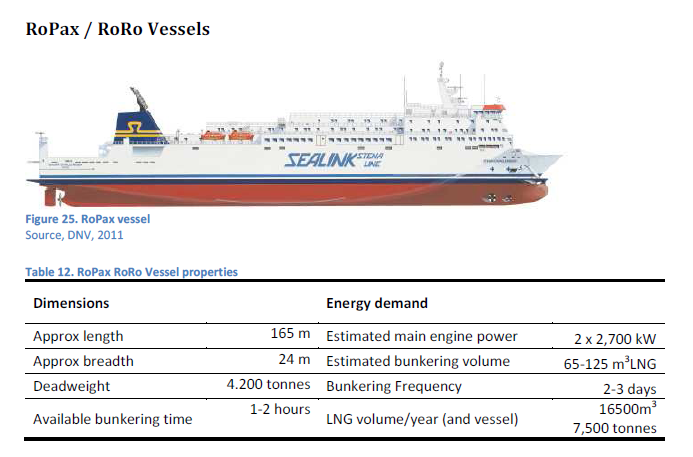 RoPax / RoRo Vessels
SEALINK STENA
LINE
Figure 25. RoPax vessel
Source, DNV, 2011
Table 12. RoPax RoRo Vessel properties
Dimensions Energy demand
Approx length 165 m Estimated main engine power 2 x 2,700 kW
Approx breadth 24 m Estimated bunkering volume 65-125 m³LNG
Deadweight 4.200 tonnes Bunkering Frequency 2-3 days
Available bunkering time 1-2 hours LNG volume/year (and vessel) 16500m³
7,500 tonnes